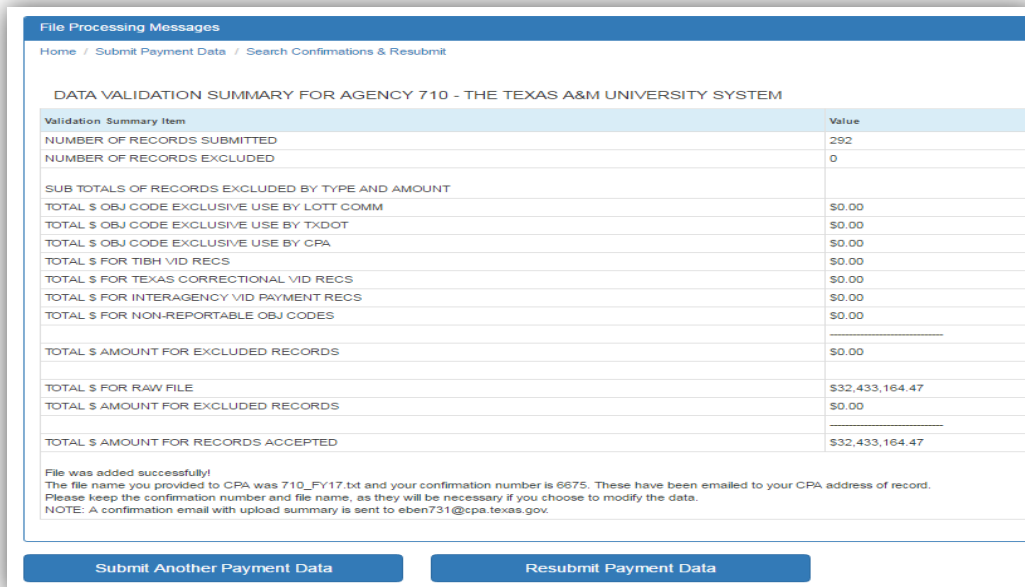 File Processing Messages
Home / Submit Payment Data / Search Confirmations & Resubmit
DATA VALIDATION SUMMARY FOR AGENCY 710 - THE TEXAS A&M UNIVERSITY SYSTEM
Validation Summary Item Value
NUMBER OF RECORDS SUBMITTED 292
NUMBER OF RECORDS EXCLUDED 0
SUB TOTALS OF RECORDS EXCLUDED BY TYPE AND AMOUNT
TOTAL $ OBJ CODE EXCLUSIVE USE BY LOTT COMM $0.00
TOTAL $ OBJ CODE EXCLUSIVE USE BY TXDOT $0.00
TOTAL $ OBJ CODE EXCLUSIVE USE BY CPA $0.00
TOTAL $ FOR TIBH VID RECS $0.00
TOTAL $ FOR TEXAS CORRECTIONAL VID RECS $0.00
TOTAL $ FOR INTERAGENCY VID PAYMENT RECS $0.00
TOTAL $ FOR NON-REPORTABLE OBJ CODES $0.00
------------------------------
TOTAL $ AMOUNT FOR EXCLUDED RECORDS $0.00
TOTAL $ FOR RAW FILE $32,433,164.47
TOTAL $ AMOUNT FOR EXCLUDED RECORDS $0.00
------------------------------
TOTAL $ AMOUNT FOR RECORDS ACCEPTED $32,433,164.47
File was added successfully!
The file name you provided to CPA was 710_FY17.txt and your confirmation number is 6675. These have been emailed to your CPA address of record.
Please keep the confirmation number and file name, as they will be necessary if you choose to modify the data.
NOTE: A confirmation email with upload summary is sent to eben731@cpa.texas.gov.
Submit Another Payment Data Resubmit Payment Data